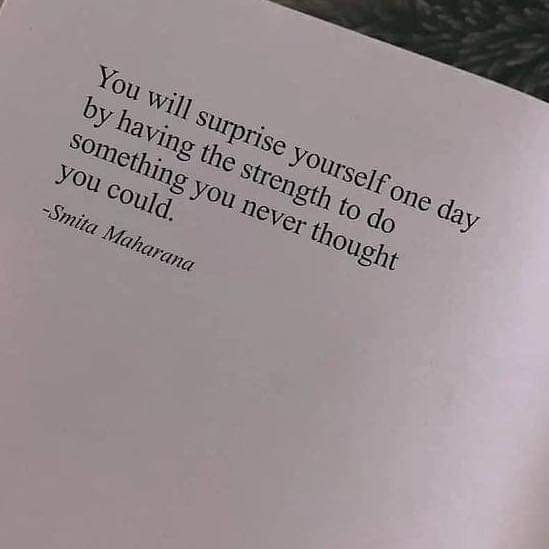 You will surprise yourself one day
by having the strength to do
something you never thought
you could.
-Smita Maharana